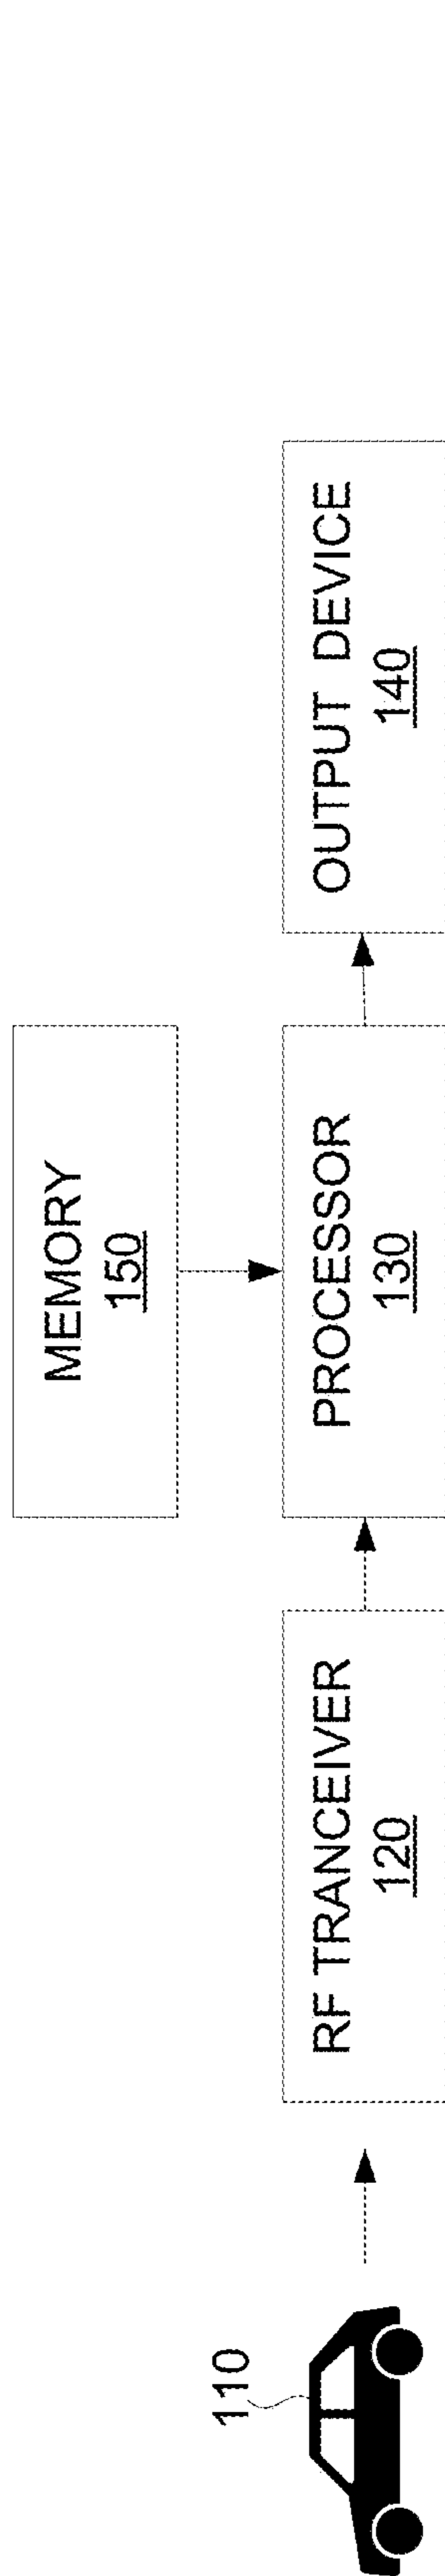 MEMORY
150
110
RF TRANCEIVER
120
PROCESSOR
130
OUTPUT DEVICE
140